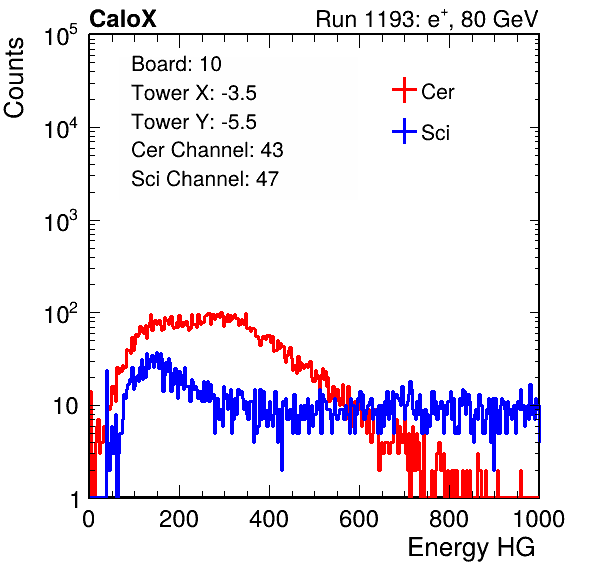 CaloX
Run 1193: e+, 80 GeV
Counts
10^5
10^4
10^3
10^2
10
1
Board: 10
Tower X: -3.5
Tower Y: -5.5
Cer Channel: 43
Sci Channel: 47
Cer
Sci
0 200 400 600 800 1000
Energy HG